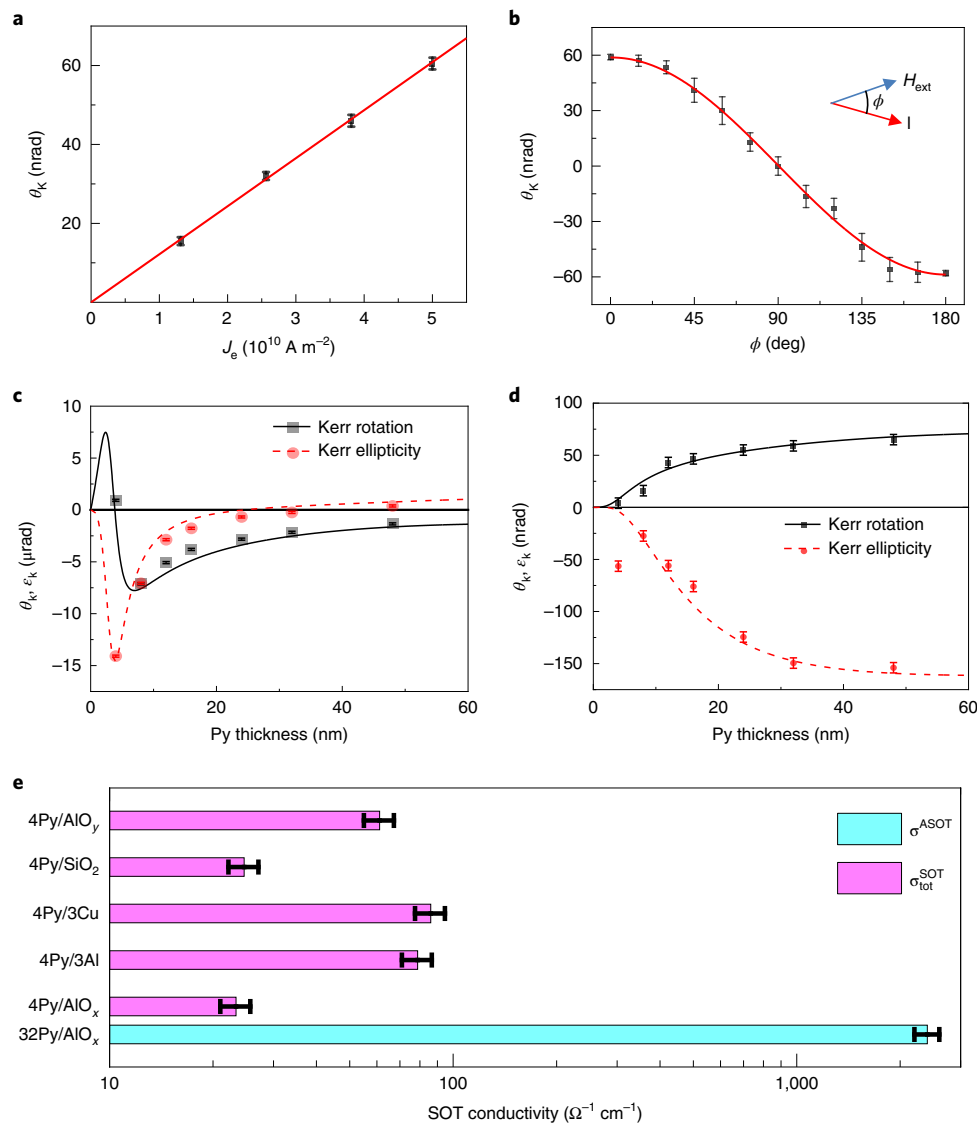 a
60
40
20
θK (nrad)
0 1 2 3 4 5
Je (10^10 A m^−2)
b
60
30
0
−30
−60
θK (nrad)
Hext
ϕ
I
0 45 90 135 180
ϕ (deg)
c
10
5
0
−5
−10
−15
θk, εk (μrad)
Kerr rotation
Kerr ellipticity
0 20 40 60
Py thickness (nm)
d
100
50
0
−50
−100
−150
θk, εk (nrad)
Kerr rotation
Kerr ellipticity
0 20 40 60
Py thickness (nm)
e
4Py/AlOy
4Py/SiO2
4Py/3Cu
4Py/3Al
4Py/AlOx
32Py/AlOx
σ^ASOT
σ^SOT_tot
10 100 1,000
SOT conductivity (Ω^−1 cm^−1)